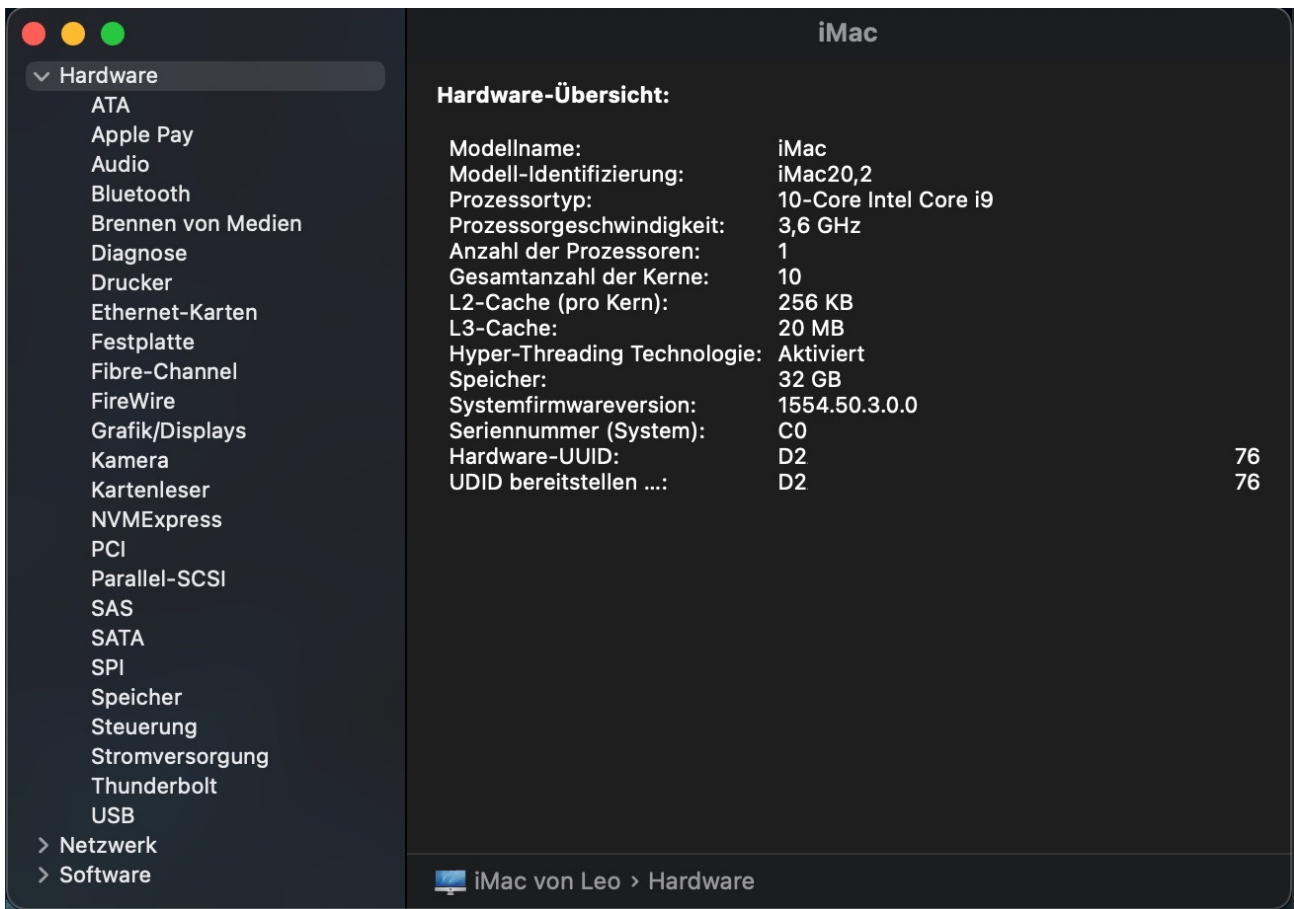 iMac
Hardware
ATA
Apple Pay
Audio
Bluetooth
Brennen von Medien
Diagnose
Drucker
Ethernet-Karten
Festplatte
Fibre-Channel
FireWire
Grafik/Displays
Kamera
Kartenleser
NVMExpress
PCI
Parallel-SCSI
SAS
SATA
SPI
Speicher
Steuerung
Stromversorgung
Thunderbolt
USB
Netzwerk
Software
Hardware-Übersicht:
Modellname: iMac
Modell-Identifizierung: iMac20,2
Prozessortyp: 10-Core Intel Core i9
Prozessorgeschwindigkeit: 3,6 GHz
Anzahl der Prozessoren: 1
Gesamtanzahl der Kerne: 10
L2-Cache (pro Kern): 256 KB
L3-Cache: 20 MB
Hyper-Threading Technologie: Aktiviert
Speicher: 32 GB
Systemfirmwareversion: 1554.50.3.0.0
Seriennummer (System): C0
Hardware-UUID: D2 76
UDID bereitstellen ...: D2 76
iMac von Leo › Hardware